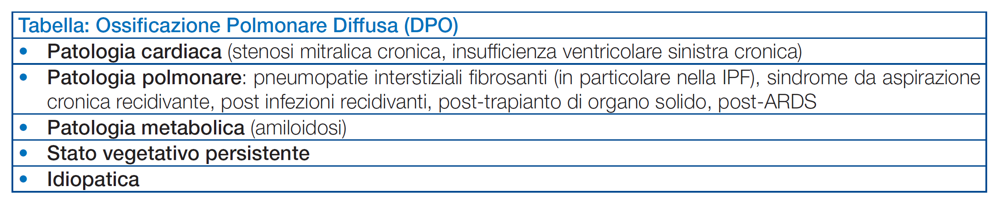 Tabella: Ossificazione Polmonare Diffusa (DPO)
• Patologia cardiaca (stenosi mitralica cronica, insufficienza ventricolare sinistra cronica)
• Patologia polmonare: pneumopatie interstiziali fibrosanti (in particolare nella IPF), sindrome da aspirazione
cronica recidivante, post infezioni recidivanti, post-trapianto di organo solido, post-ARDS
• Patologia metabolica (amiloidosi)
• Stato vegetativo persistente
• Idiopatica